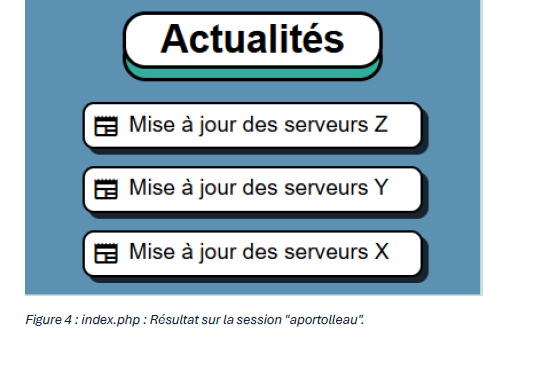 Actualités
Mise à jour des serveurs Z
Mise à jour des serveurs Y
Mise à jour des serveurs X
Figure 4 : index.php : Résultat sur la session "aportolleau".